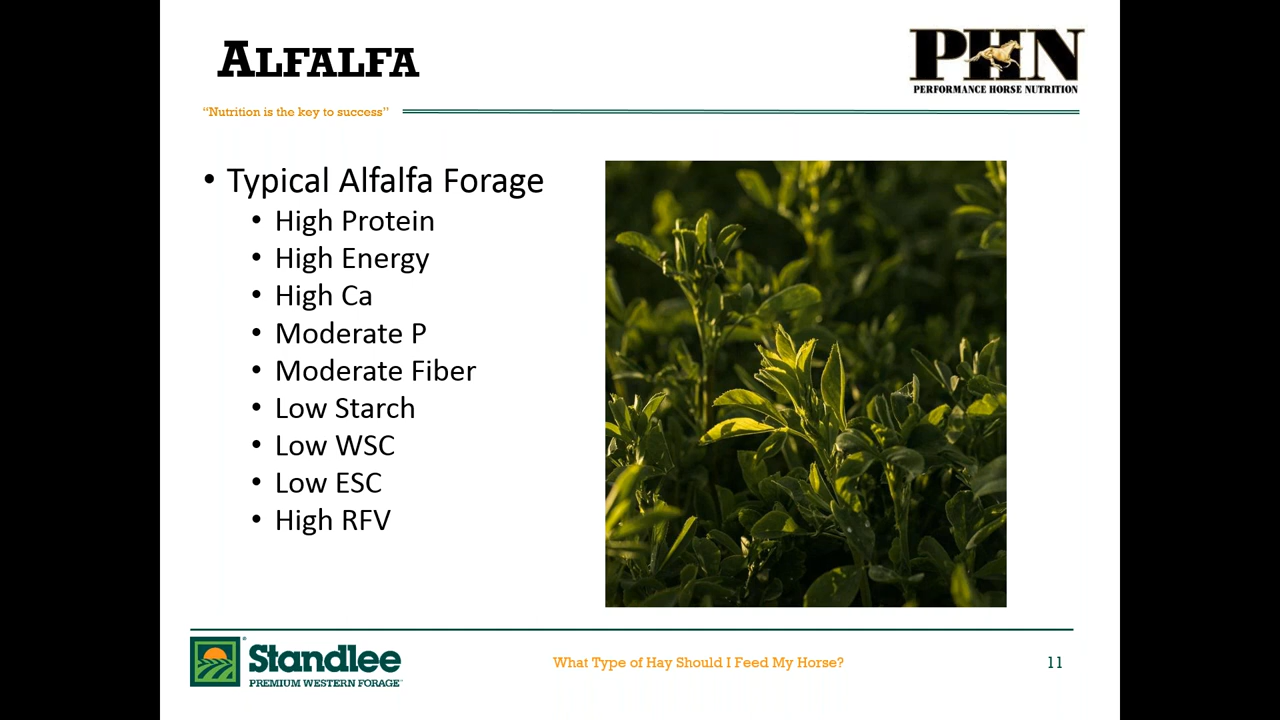 ALFALFA
PHN
PERFORMANCE HORSE NUTRITION
“Nutrition is the key to success”
• Typical Alfalfa Forage
• High Protein
• High Energy
• High Ca
• Moderate P
• Moderate Fiber
• Low Starch
• Low WSC
• Low ESC
• High RFV
Standlee®
PREMIUM WESTERN FORAGE™
What Type of Hay Should I Feed My Horse?
11